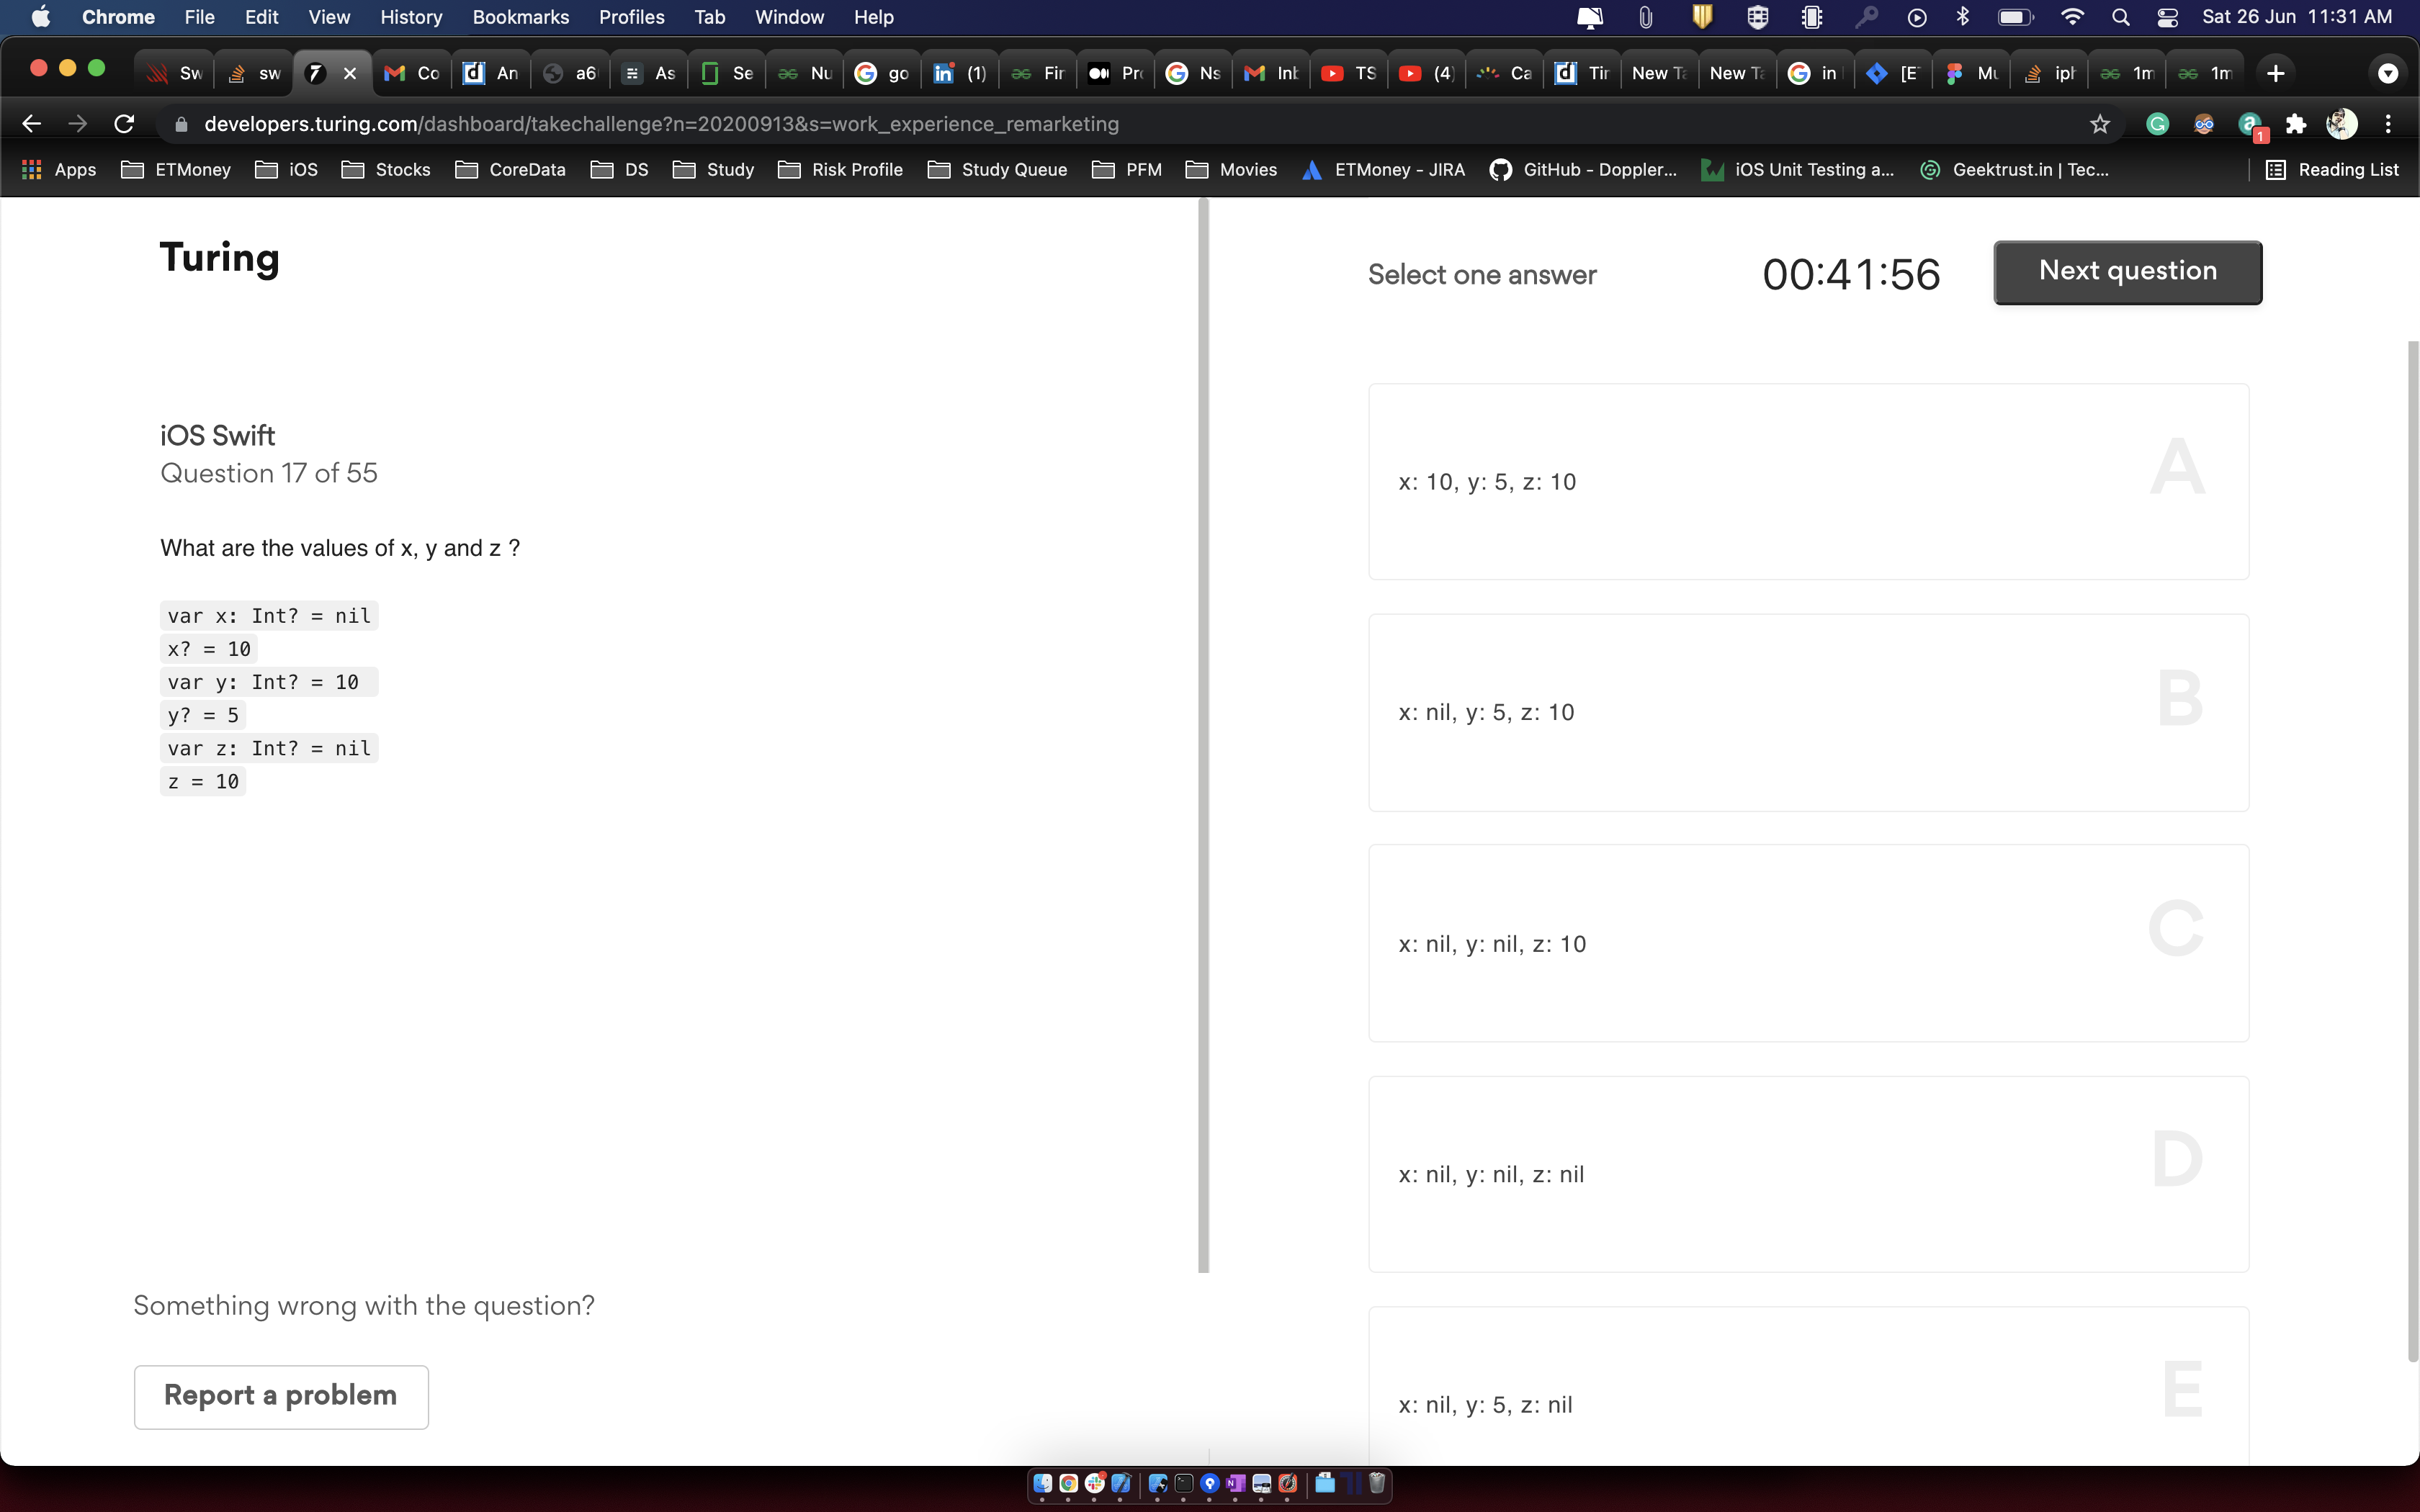 Chrome File Edit View History Bookmarks Profiles Tab Window Help Sat 26 Jun 11:31 AM
Sw sw Co An a6 As Se Nu go (1) Fir Pro Ns Inb TS (4) Ca Tir New Ta New Ta in [E Mu iph 1m 1m
developers.turing.com/dashboard/takechallenge?n=20200913&s=work_experience_remarketing 1
Apps ETMoney iOS Stocks CoreData DS Study Risk Profile Study Queue PFM Movies ETMoney - JIRA GitHub - Doppler... iOS Unit Testing a... Geektrust.in | Tec... Reading List
Turing
iOS Swift
Question 17 of 55
What are the values of x, y and z ?
var x: Int? = nil
x? = 10
var y: Int? = 10
y? = 5
var z: Int? = nil
z = 10
Something wrong with the question?
Report a problem
Select one answer 00:41:56 Next question
x: 10, y: 5, z: 10 A
x: nil, y: 5, z: 10 B
x: nil, y: nil, z: 10 C
x: nil, y: nil, z: nil D
x: nil, y: 5, z: nil E